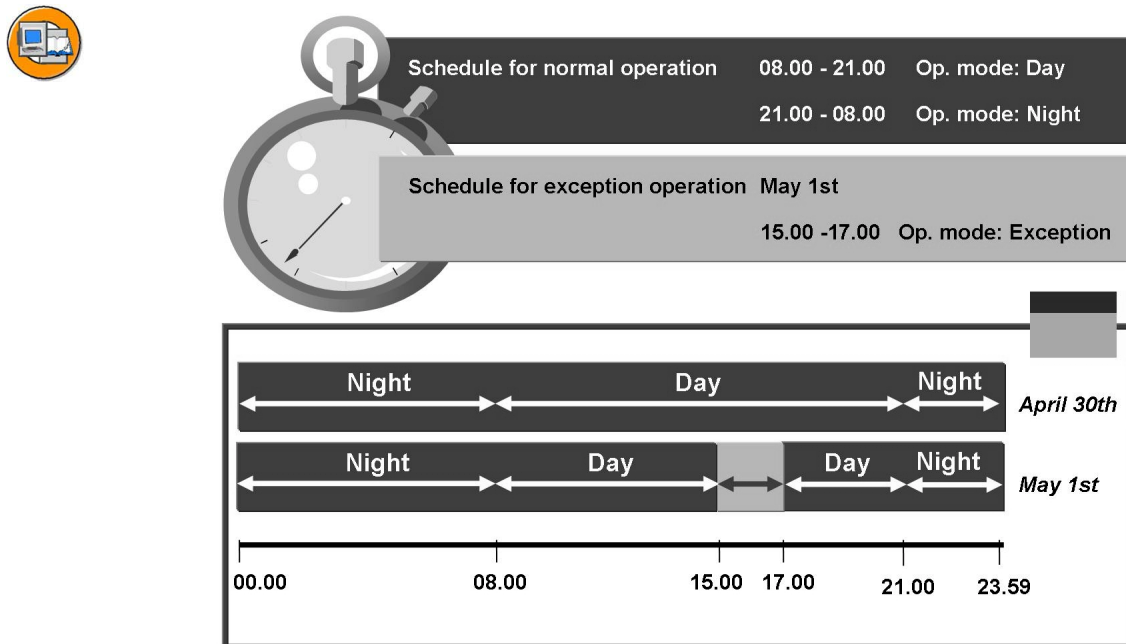 Schedule for normal operation 08.00 - 21.00 Op. mode: Day
21.00 - 08.00 Op. mode: Night
Schedule for exception operation May 1st
15.00 -17.00 Op. mode: Exception
Night Day Night
April 30th
Night Day Day Night
May 1st
00.00 08.00 15.00 17.00 21.00 23.59